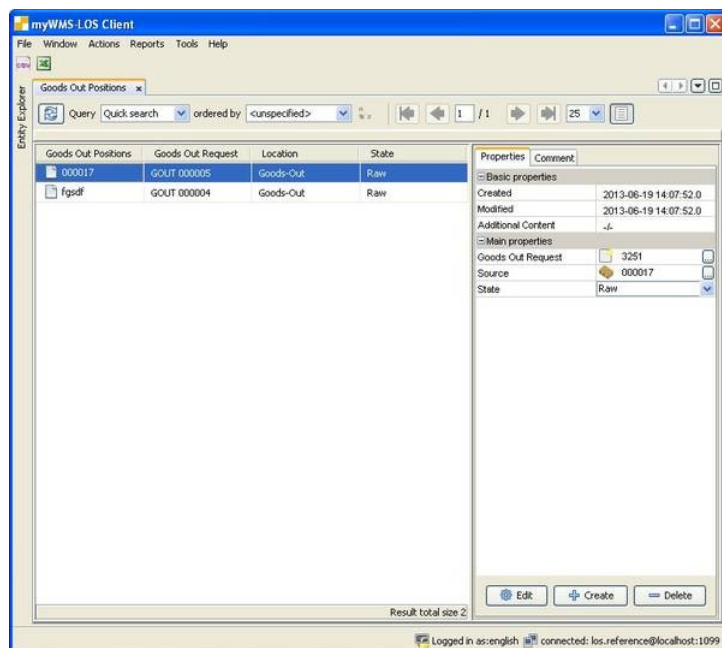 myWMS-LOS Client
File Window Actions Reports Tools Help
CSV
Entity Explorer
Goods Out Positions x
Query Quick search ordered by <unspecified> 1 / 1 25
Goods Out Positions Goods Out Request Location State
000017 GOUT 000005 Goods-Out Raw
fgsdf GOUT 000004 Goods-Out Raw
Result total size 2
Properties Comment
Basic properties
Created 2013-06-19 14:07:52.0
Modified 2013-06-19 14:07:52.0
Additional Content -/-
Main properties
Goods Out Request 3251 ...
Source 000017 ...
State Raw
Edit Create Delete
Logged in as:english connected: los.reference@localhost:1099